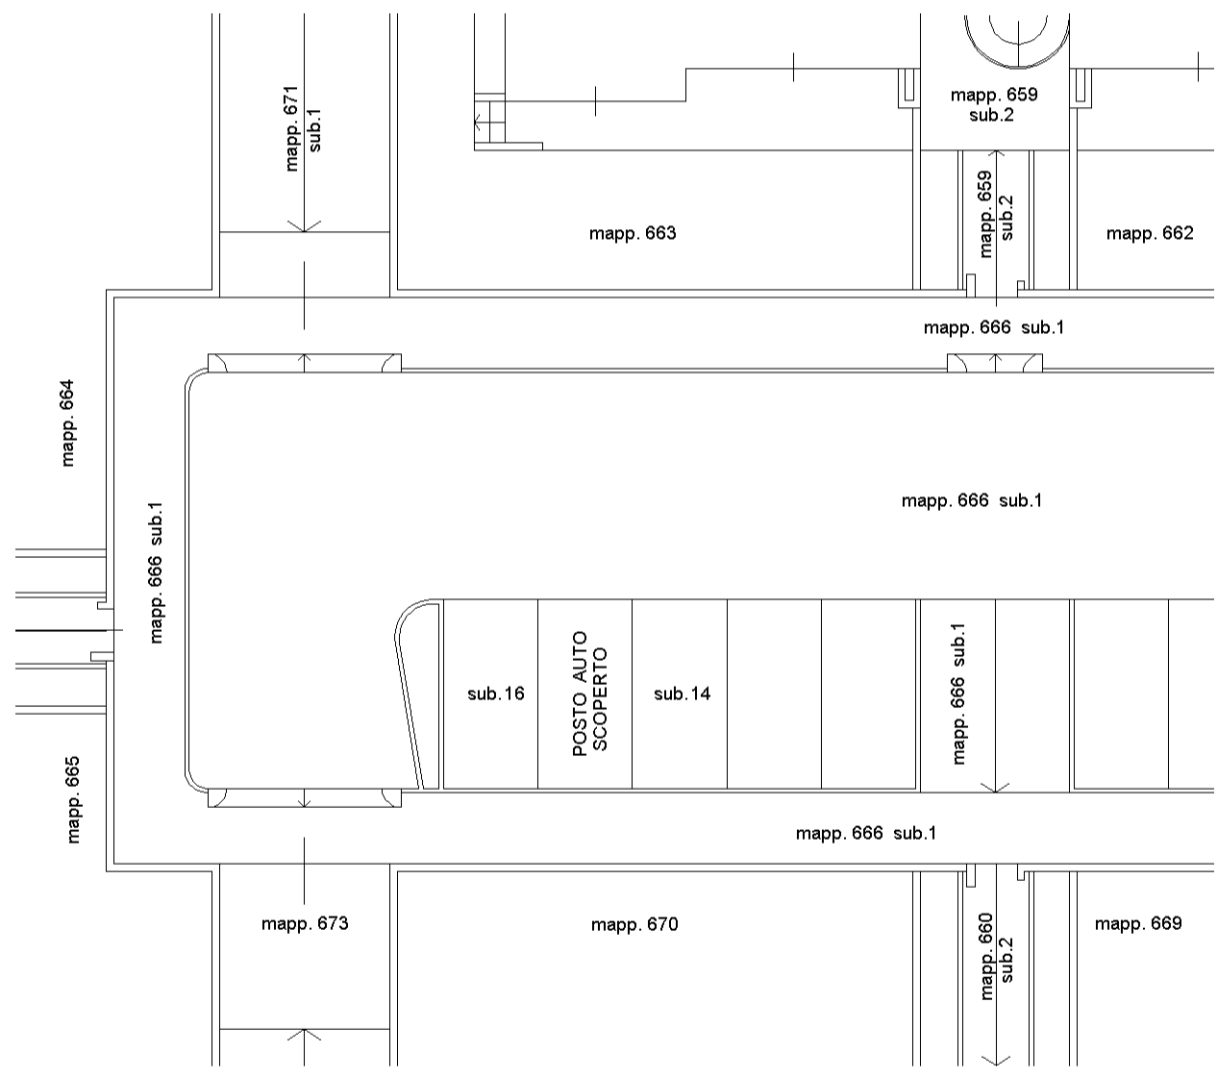 mapp. 671
sub.1
mapp. 659
sub.2
mapp. 659
sub.2
mapp. 663
mapp. 662
mapp. 666 sub.1
mapp. 664
mapp. 666 sub.1
mapp. 666 sub.1
sub.16
POSTO AUTO
SCOPERTO
sub.14
mapp. 666 sub.1
mapp. 665
mapp. 666 sub.1
mapp. 673
mapp. 670
mapp. 660
sub.2
mapp. 669